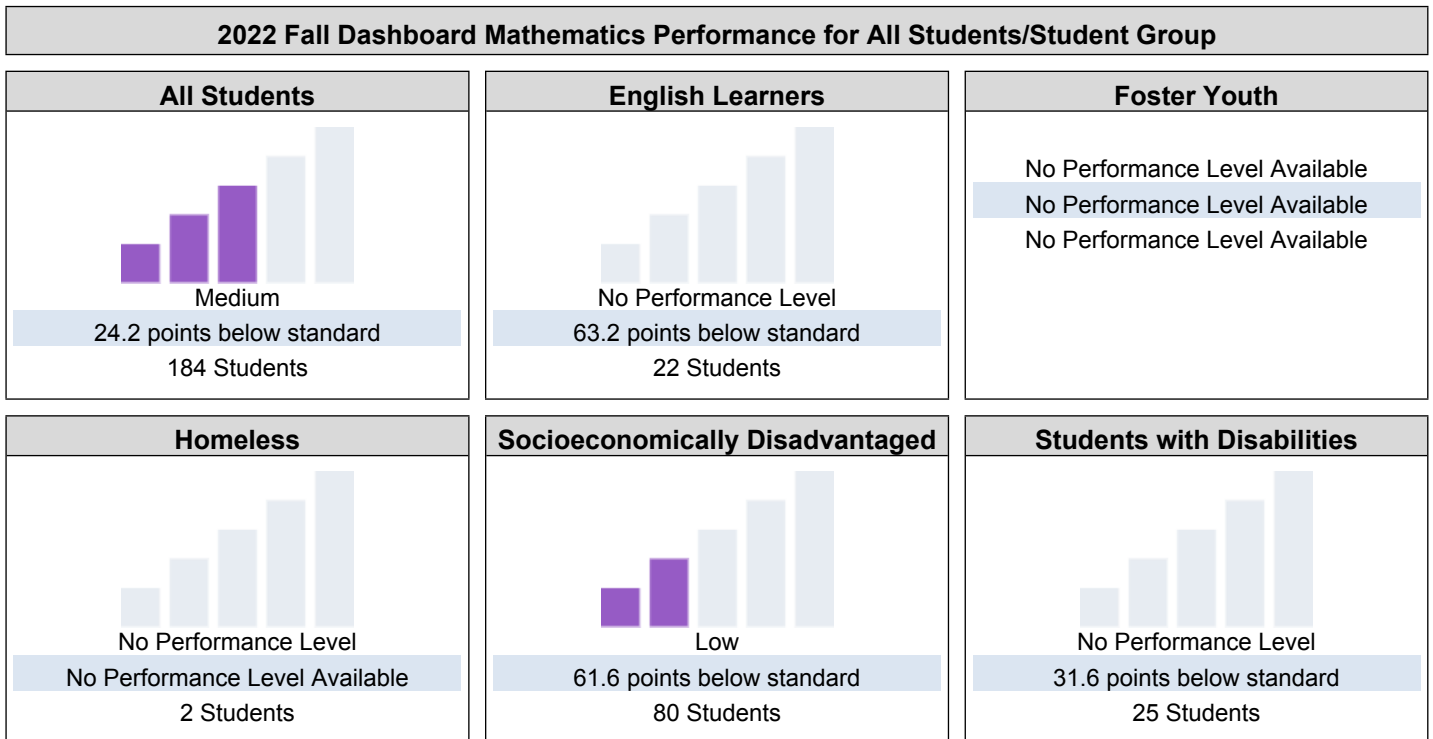 2022 Fall Dashboard Mathematics Performance for All Students/Student Group
All Students
Medium
24.2 points below standard
184 Students
English Learners
No Performance Level
63.2 points below standard
22 Students
Foster Youth
No Performance Level Available
No Performance Level Available
No Performance Level Available
Homeless
No Performance Level
No Performance Level Available
2 Students
Socioeconomically Disadvantaged
Low
61.6 points below standard
80 Students
Students with Disabilities
No Performance Level
31.6 points below standard
25 Students